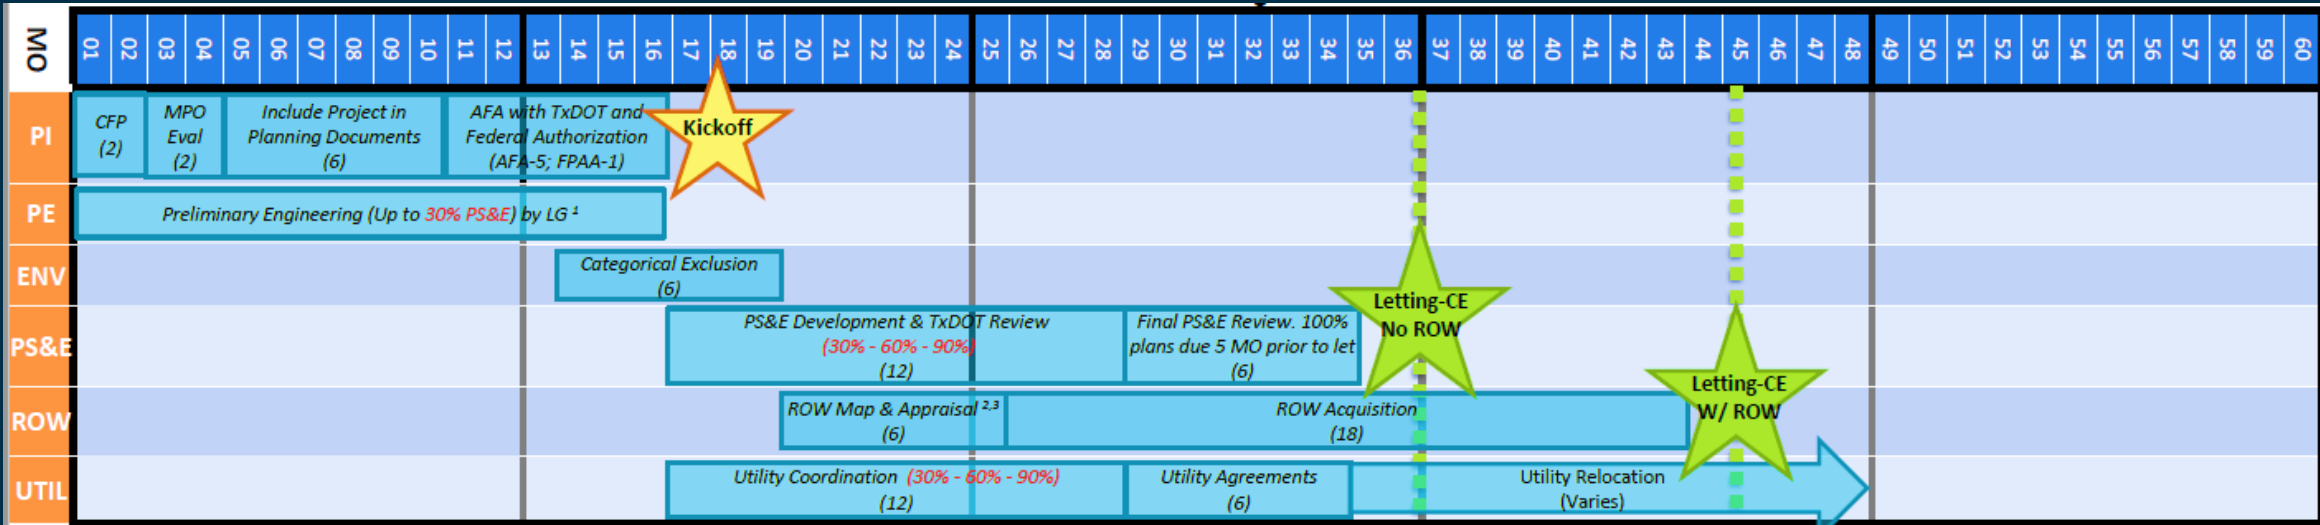 MO 01 02 03 04 05 06 07 08 09 10 11 12 13 14 15 16 17 18 19 20 21 22 23 24 25 26 27 28 29 30 31 32 33 34 35 36 37 38 39 40 41 42 43 44 45 46 47 48 49 50 51 52 53 54 55 56 57 58 59 60
PI
CFP
(2)
MPO
Eval
(2)
Include Project in
Planning Documents
(6)
AFA with TxDOT and
Federal Authorization
(AFA-5; FPAA-1)
Kickoff
PE
Preliminary Engineering (Up to 30% PS&E) by LG ¹
ENV
Categorical Exclusion
(6)
PS&E
PS&E Development & TxDOT Review
(30% - 60% - 90%)
(12)
Final PS&E Review. 100%
plans due 5 MO prior to let
(6)
Letting-CE
No ROW
ROW
ROW Map & Appraisal ²,³
(6)
ROW Acquisition
(18)
Letting-CE
W/ ROW
UTIL
Utility Coordination (30% - 60% - 90%)
(12)
Utility Agreements
(6)
Utility Relocation
(Varies)